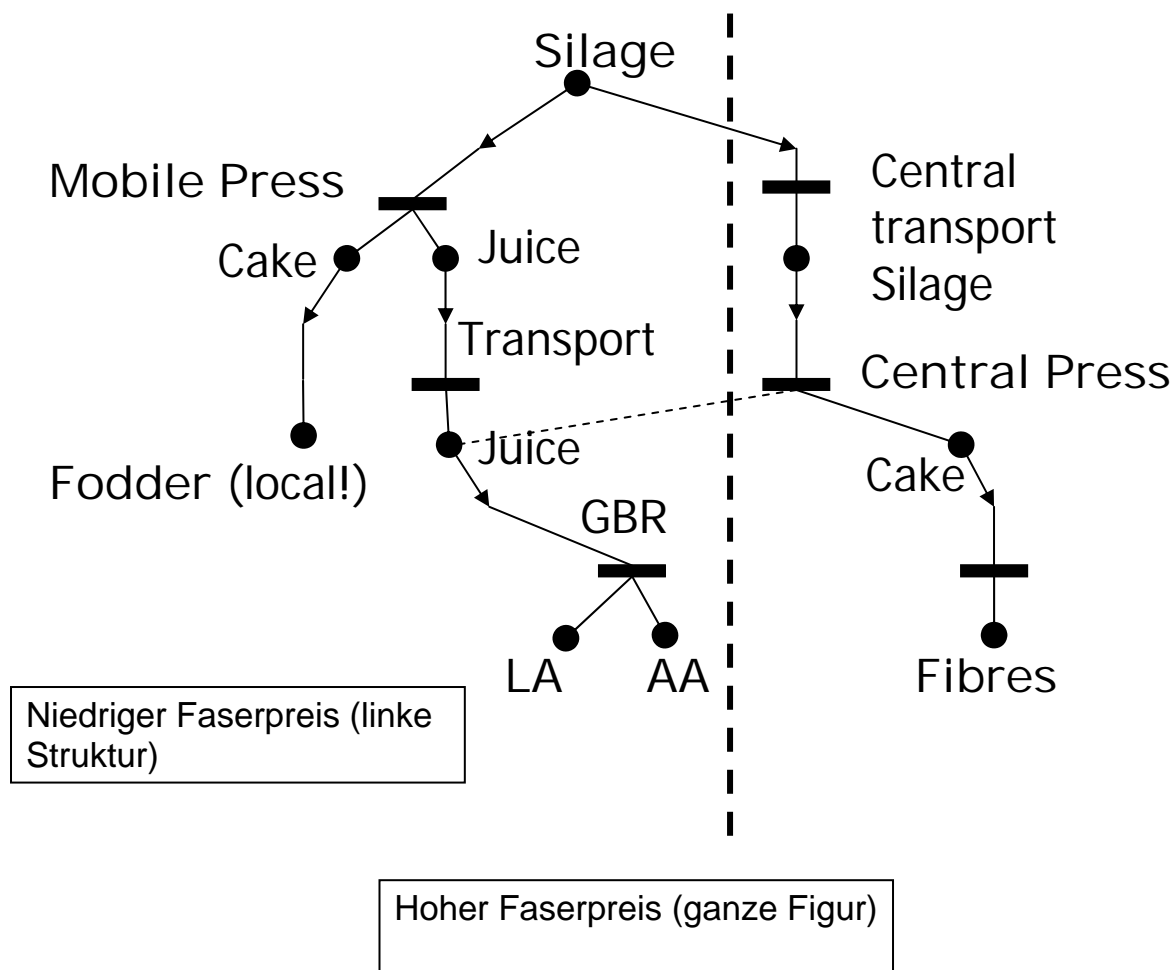 Silage
Mobile Press
Central
transport
Silage
Cake
Juice
Transport
Central Press
Juice
Cake
Fodder (local!)
GBR
LA
AA
Fibres
Niedriger Faserpreis (linke
Struktur)
Hoher Faserpreis (ganze Figur)